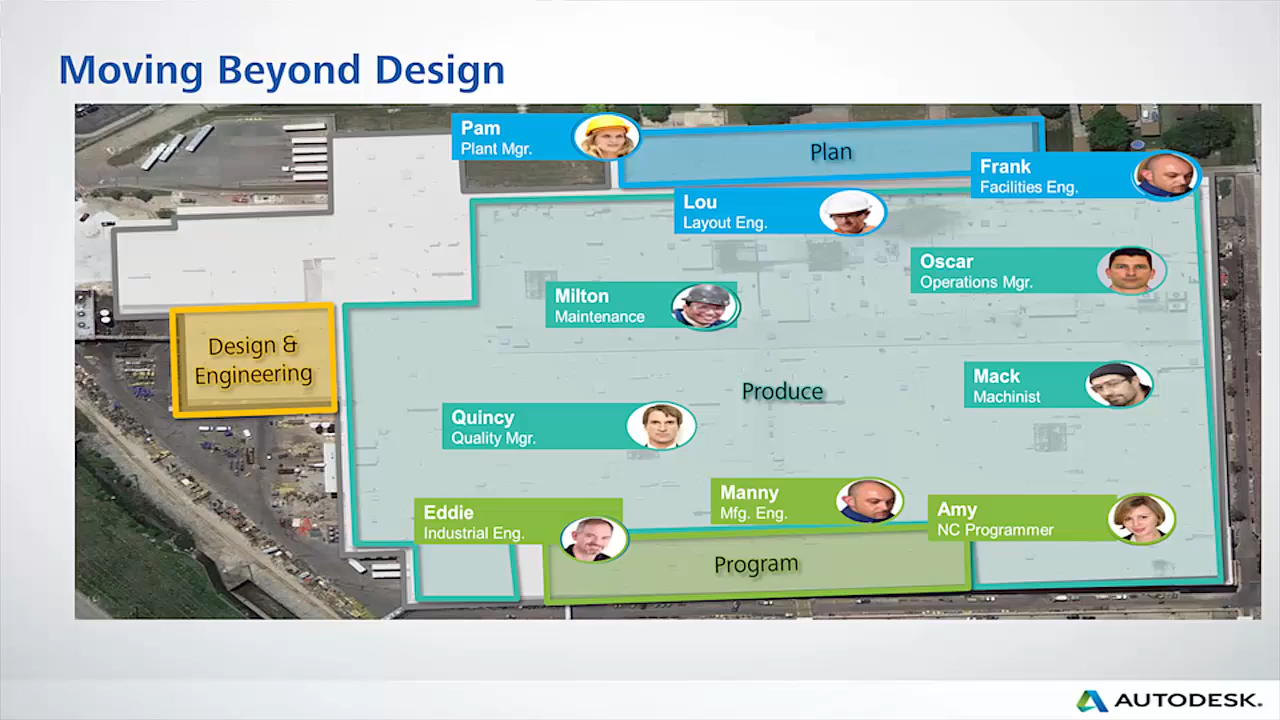 Moving Beyond Design
Pam
Plant Mgr.
Plan
Frank
Facilities Eng.
Lou
Layout Eng.
Oscar
Operations Mgr.
Milton
Maintenance
Design &
Engineering
Mack
Machinist
Produce
Quincy
Quality Mgr.
Manny
Mfg. Eng.
Eddie
Industrial Eng.
Amy
NC Programmer
Program
AUTODESK.